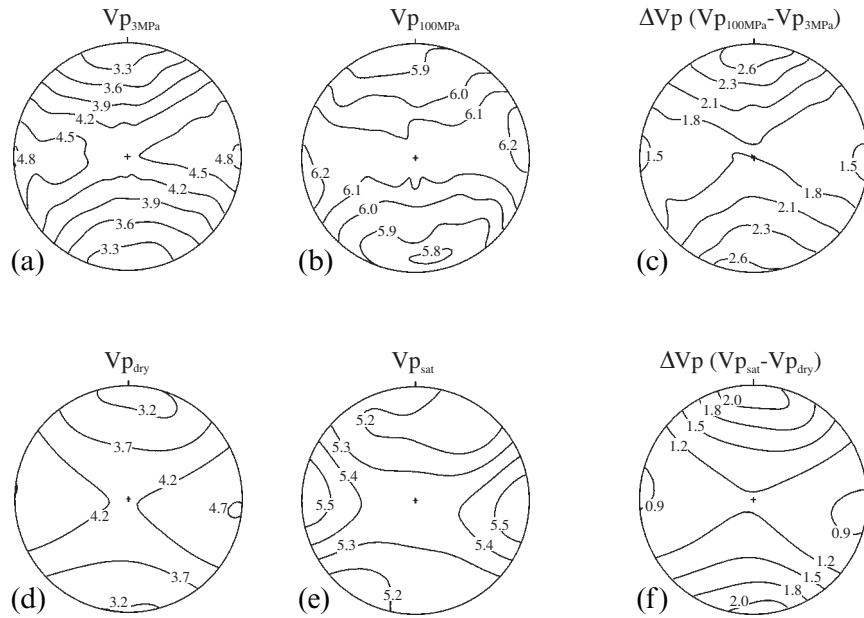 Vp3MPa Vp100MPa ΔVp (Vp100MPa-Vp3MPa)
3.3 5.9 2.6
3.6 6.0 2.3
3.9 6.1 2.1
4.2 1.8
4.5
4.8 4.8 6.2 1.5 1.5
4.5 6.2
4.2 6.1 1.8
3.9 6.0 2.1
3.6 5.9 2.3
3.3 5.8 2.6
(a) (b) (c)
Vpdry Vpsat ΔVp (Vpsat-Vpdry)
3.2 5.2 2.0
3.7 5.3 1.8
4.2 5.4 1.5
1.2
4.2 4.7 5.5 5.5 0.9 0.9
5.3 5.4 1.2
3.7 1.5
3.2 5.2 1.8
2.0
(d) (e) (f)